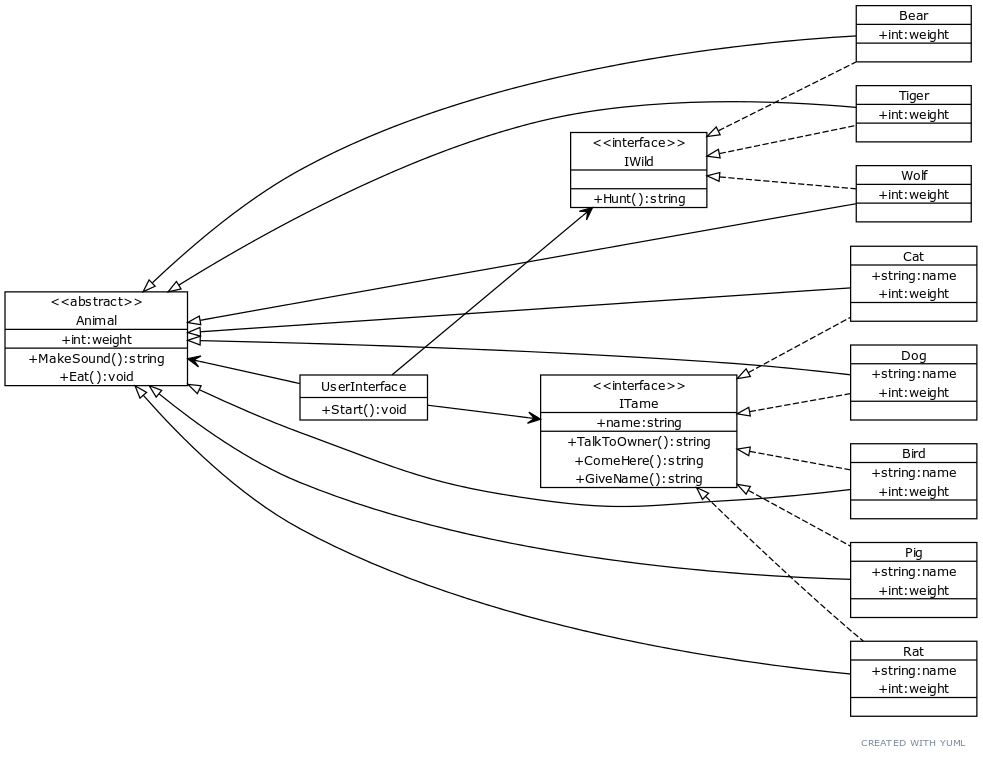 Bear
+int:weight
Tiger
+int:weight
<<interface>>
IWild
+Hunt():string
Wolf
+int:weight
Cat
+string:name
+int:weight
<<abstract>>
Animal
+int:weight
+MakeSound():string
+Eat():void
UserInterface
+Start():void
<<interface>>
ITame
+name:string
+TalkToOwner():string
+ComeHere():string
+GiveName():string
Dog
+string:name
+int:weight
Bird
+string:name
+int:weight
Pig
+string:name
+int:weight
Rat
+string:name
+int:weight
CREATED WITH YUML